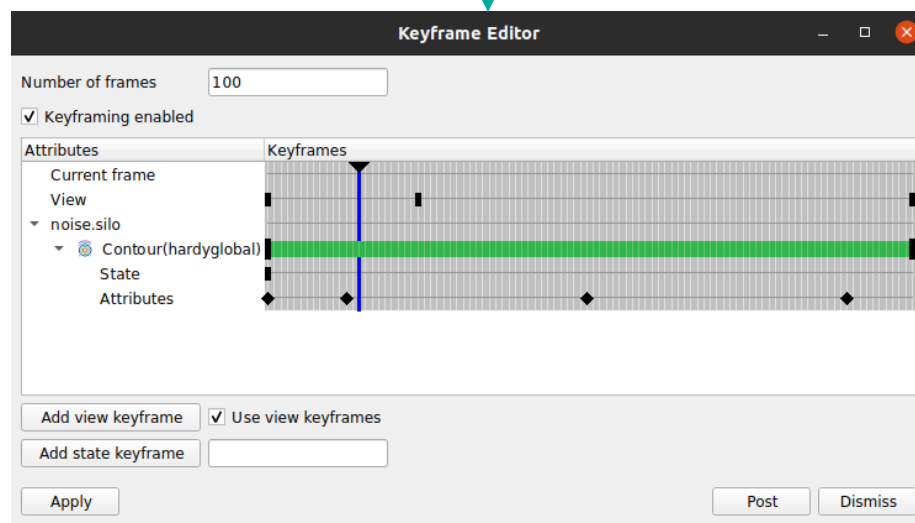 Keyframe Editor
Number of frames 100
Keyframing enabled
Attributes Keyframes
Current frame
View
noise.silo
Contour(hardyglobal)
State
Attributes
Add view keyframe Use view keyframes
Add state keyframe
Apply Post Dismiss